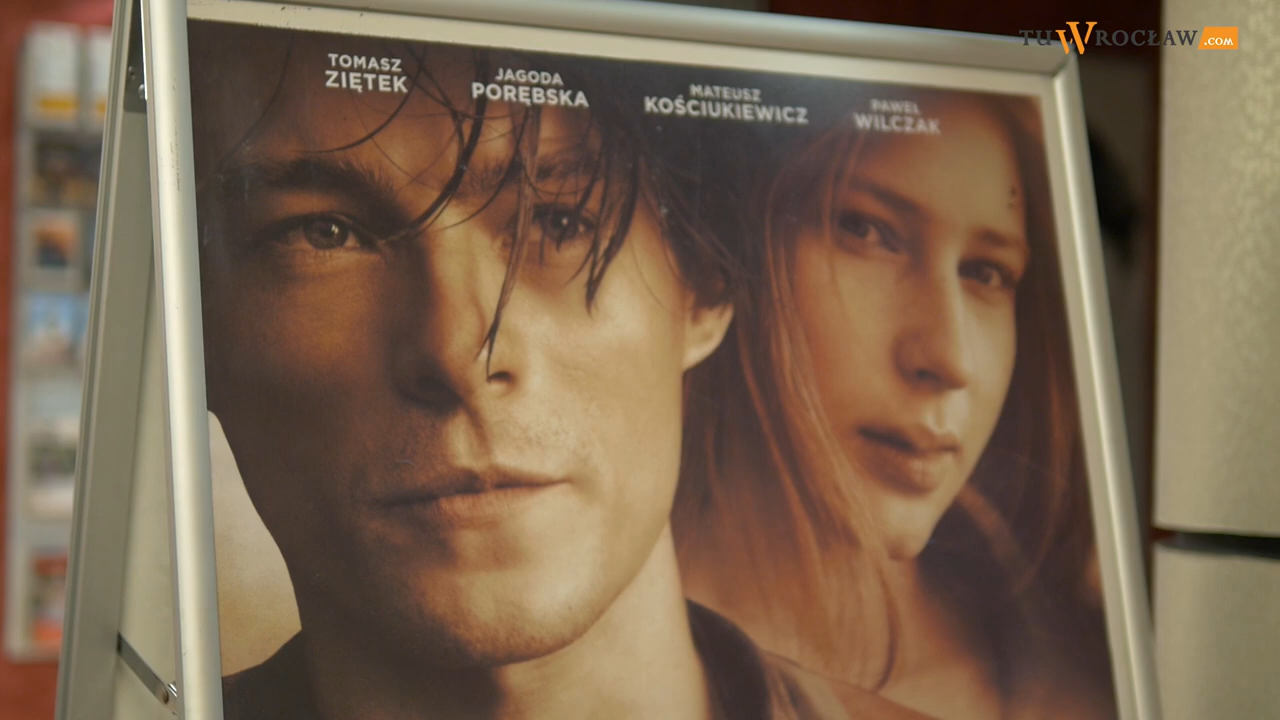 TUWROCŁAW.COM
TOMASZ
ZIĘTEK
JAGODA
PORĘBSKA
MATEUSZ
KOŚCIUKIEWICZ
PAWEŁ
WILCZAK